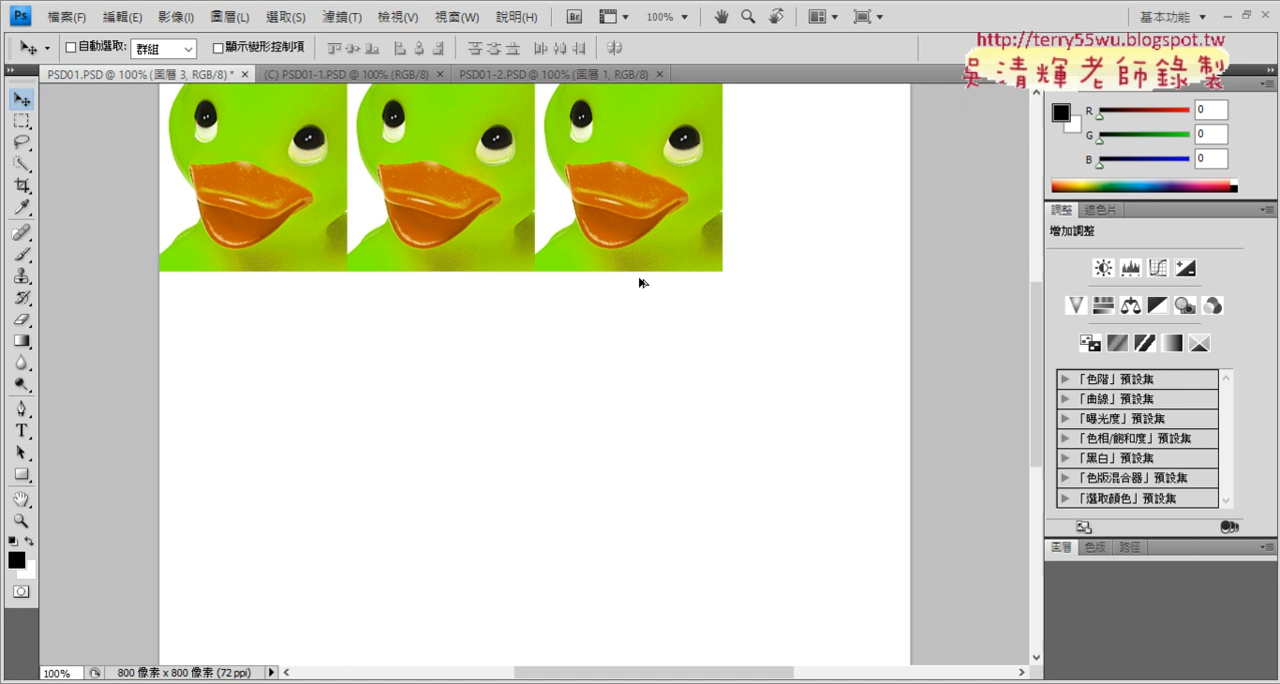 Ps 檔案(F) 編輯(E) 影像(I) 圖層(L) 選取(S) 濾鏡(T) 檢視(V) 視窗(W) 說明(H) Br 100% 基本功能
自動選取: 群組 顯示變形控制項
http://terry55wu.blogspot.tw
吳清輝老師錄製
PSD01.PSD @ 100% (圖層 3, RGB/8) * (C) PSD01-1.PSD @ 100% (RGB/8) PSD01-2.PSD @ 100% (圖層 1, RGB/8)
R 0
G 0
B 0
調整
增加調整
「色階」預設集
「曲線」預設集
「曝光度」預設集
「色相/飽和度」預設集
「黑白」預設集
「色版混合器」預設集
「選取顏色」預設集
圖層 色版 路徑
T
100% 800 像素 x 800 像素 (72 ppi)